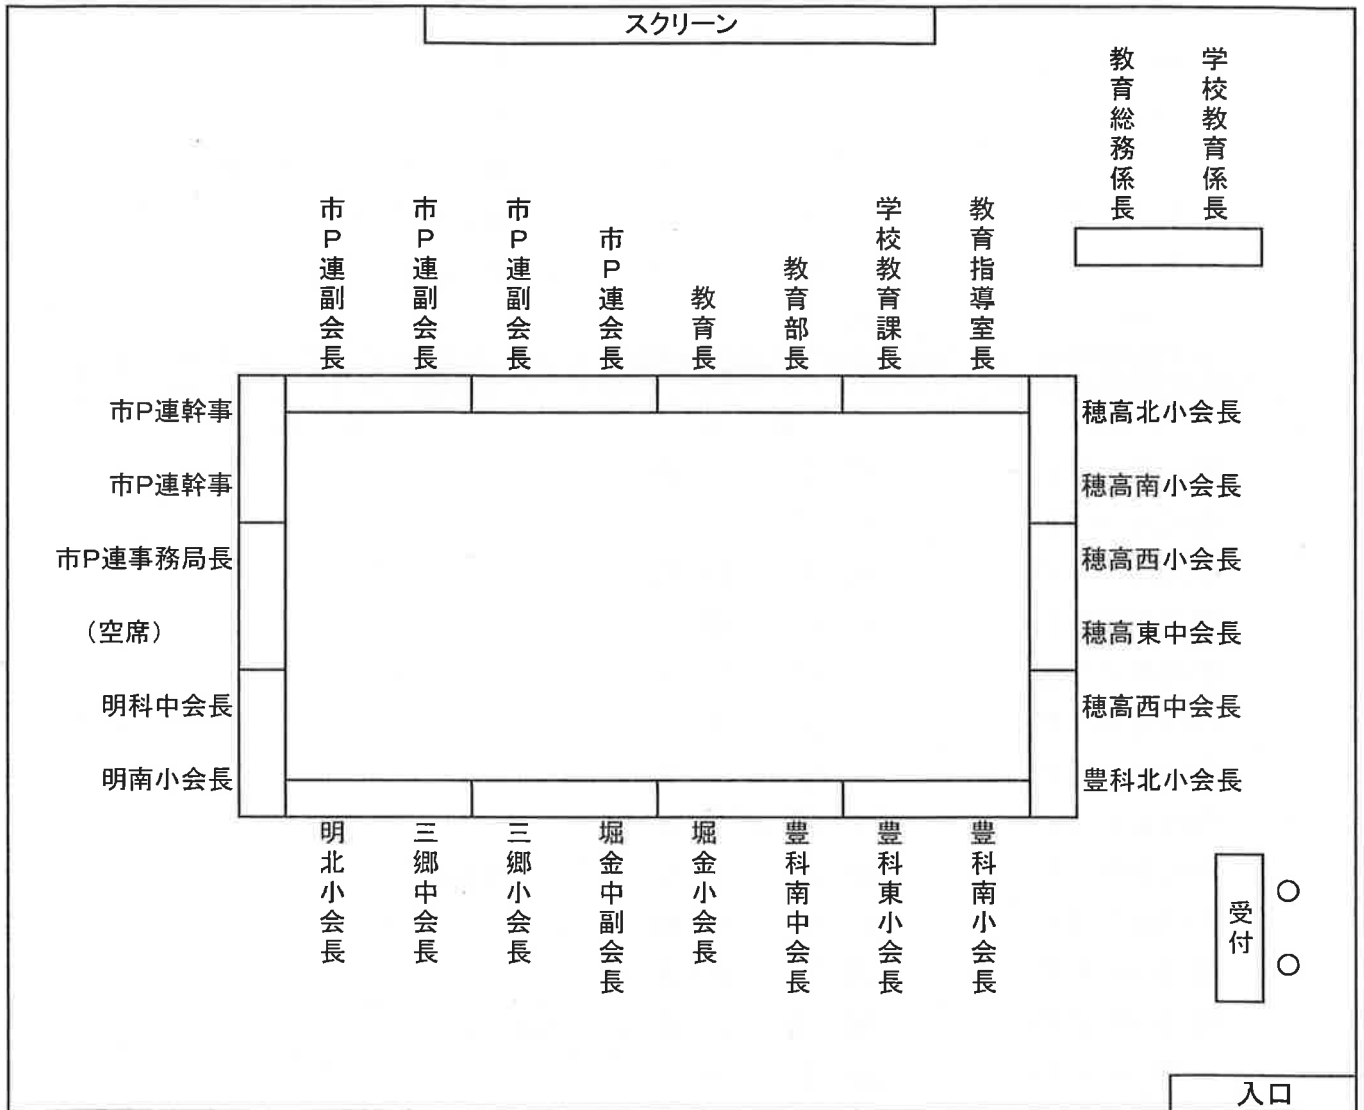 スクリーン
教育総務係長
学校教育係長
市P連副会長
市P連副会長
市P連副会長
市P連会長
教育長
教育部長
学校教育課長
教育指導室長
市P連幹事
市P連幹事
市P連事務局長
（空席）
明科中会長
明南小会長
穂高北小会長
穂高南小会長
穂高西小会長
穂高東中会長
穂高西中会長
豊科北小会長
明北小会長
三郷中会長
三郷小会長
堀金中副会長
堀金小会長
豊科南中会長
豊科東小会長
豊科南小会長
受付
入口